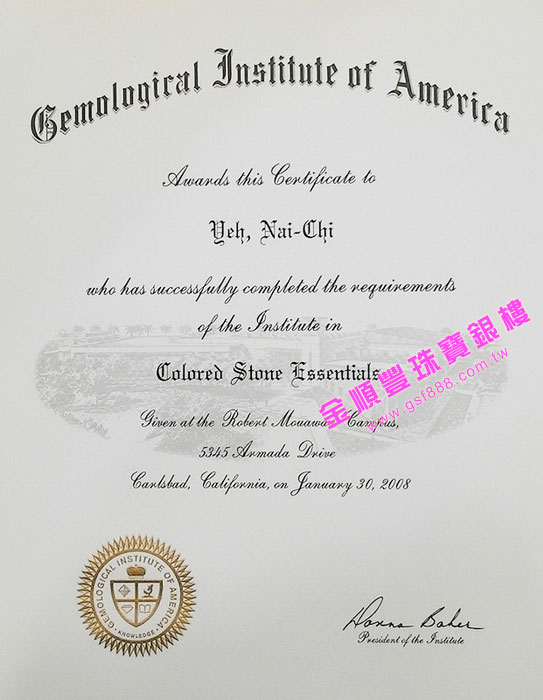 Gemological Institute of America
Awards this Certificate to
Yeh, Nai-Chi
who has successfully completed the requirements
of the Institute in
Colored Stone Essentials
金順豐珠寶銀樓
www.gsf888.com.tw
Given at the Robert Mouawa Campus,
5345 Armada Drive
Carlsbad, California, on January 30, 2008
GEMOLOGICAL INSTITUTE OF AMERICA
KNOWLEDGE
Donna Baker
President of the Institute